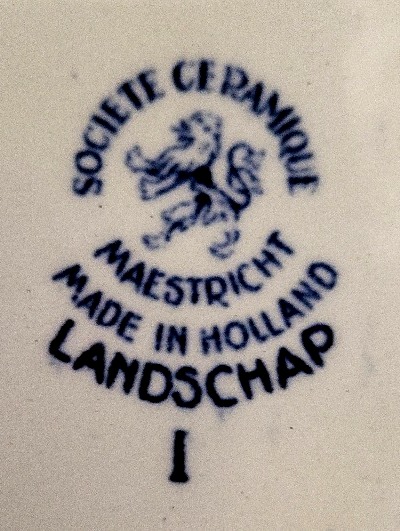 SOCIETE CERAMIQUE
MAESTRICHT
MADE IN HOLLAND
LANDSCHAP
I